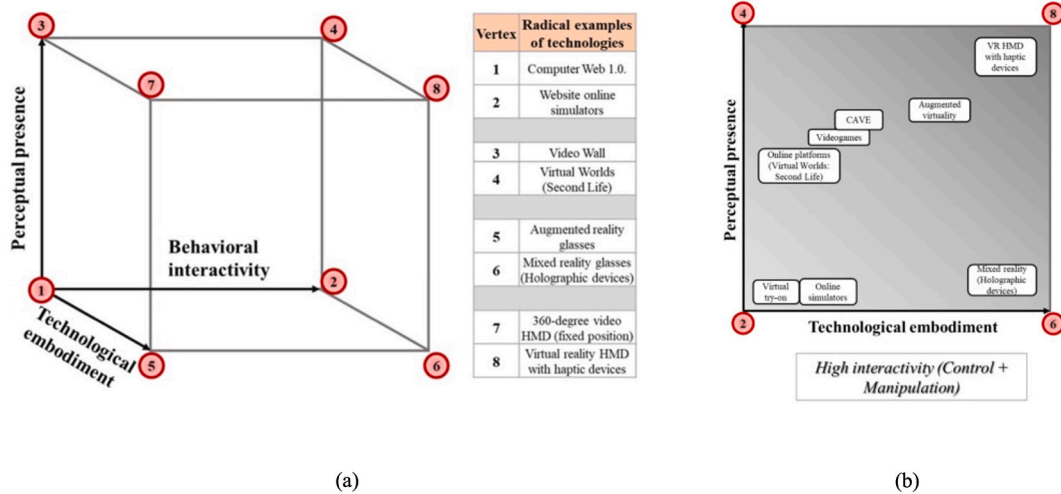 3
4
7
8
Perceptual presence
Behavioral
interactivity
1
2
Technological
embodiment
5
6
Vertex Radical examples
of technologies
1 Computer Web 1.0.
2 Website online
simulators
3 Video Wall
4 Virtual Worlds
(Second Life)
5 Augmented reality
glasses
6 Mixed reality glasses
(Holographic devices)
7 360-degree video
HMD (fixed position)
8 Virtual reality HMD
with haptic devices
(a)
4
8
Perceptual presence
VR HMD
with haptic
devices
Augmented
virtuality
CAVE
Videogames
Online platforms
(Virtual Worlds:
Second Life)
Mixed reality
(Holographic
devices)
Virtual
try-on
Online
simulators
2
6
Technological embodiment
High interactivity (Control +
Manipulation)
(b)